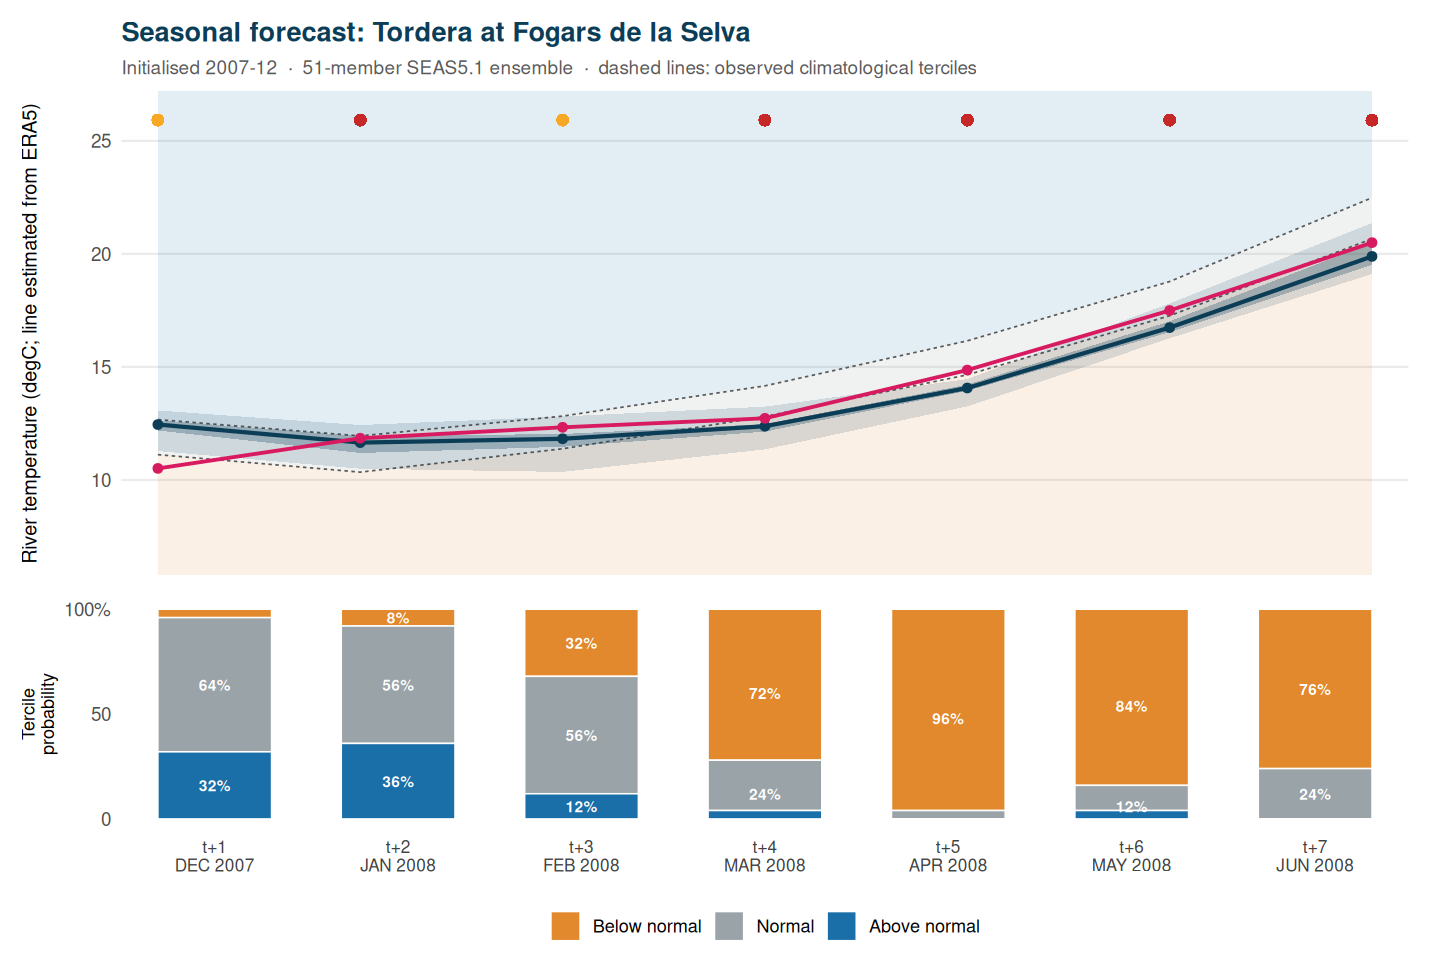 Seasonal forecast: Tordera at Fogars de la Selva
Initialised 2007-12 · 51-member SEAS5.1 ensemble · dashed lines: observed climatological terciles
River temperature (degC; line estimated from ERA5)
25
20
15
10
Tercile
probability
100%
50
0
64%
32%
8%
56%
36%
32%
56%
12%
72%
24%
96%
84%
12%
76%
24%
t+1
DEC 2007
t+2
JAN 2008
t+3
FEB 2008
t+4
MAR 2008
t+5
APR 2008
t+6
MAY 2008
t+7
JUN 2008
Below normal
Normal
Above normal